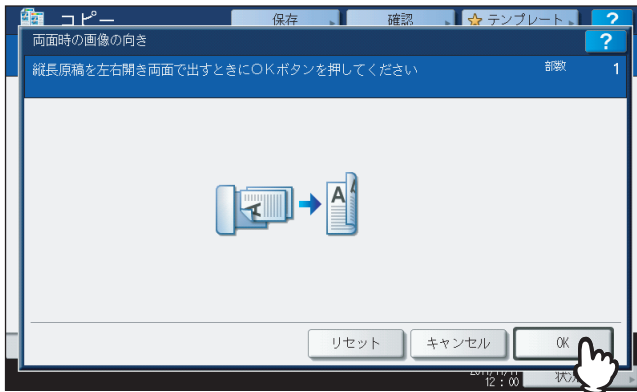 コピー
保存
確認
テンプレート
?
両面時の画像の向き
?
縦長原稿を左右開き両面で出すときにOKボタンを押してください
部数 1
A
A
A
リセット
キャンセル
OK
12:00
状況